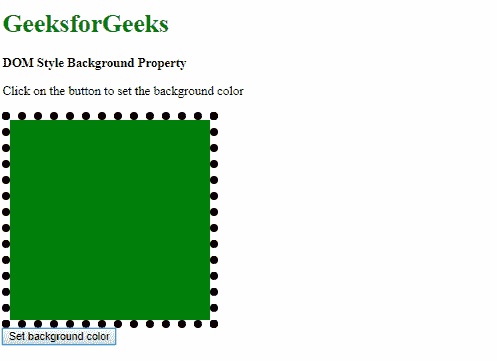 GeeksforGeeks
DOM Style Background Property
Click on the button to set the background color
Set background color